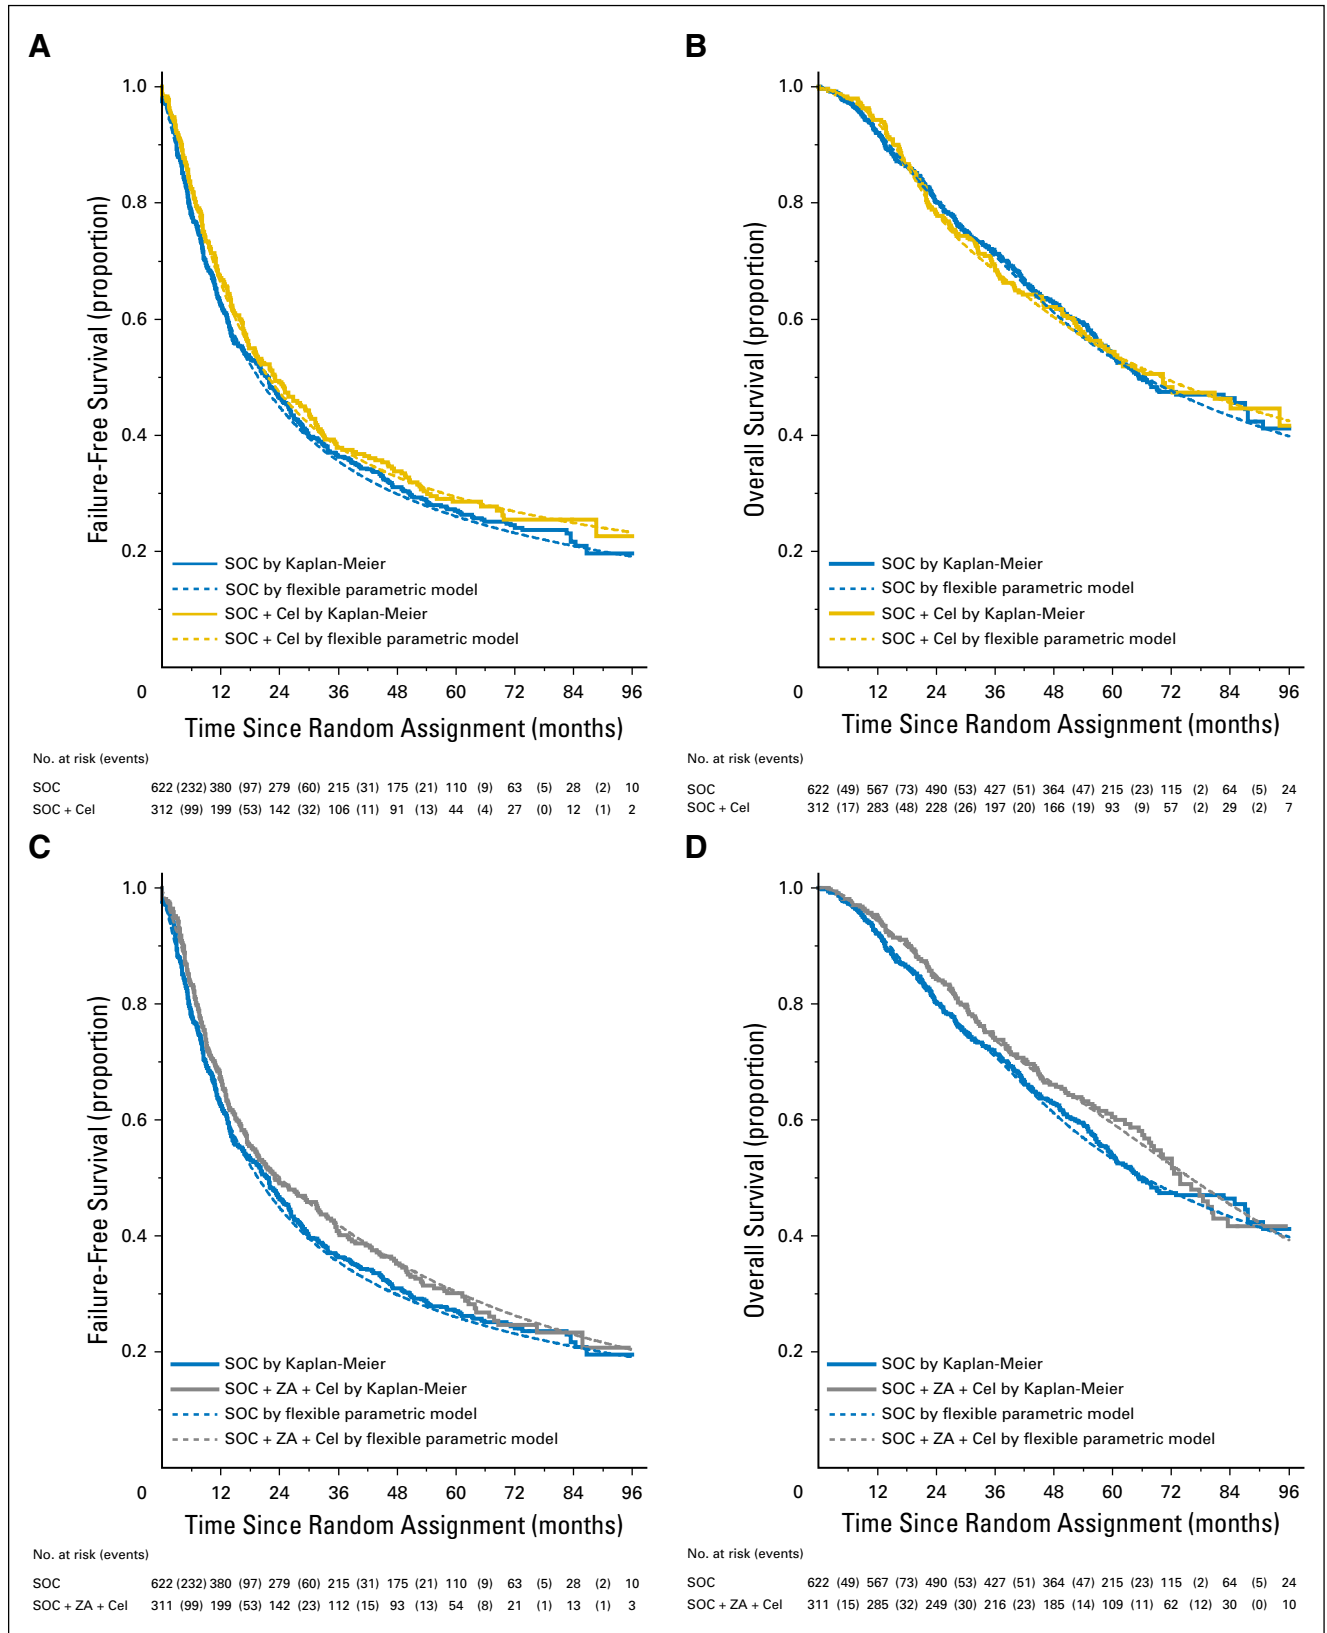 A
Failure-Free Survival (proportion)
1.0
0.8
0.6
0.4
0.2
SOC by Kaplan-Meier
SOC by flexible parametric model
SOC + Cel by Kaplan-Meier
SOC + Cel by flexible parametric model
0 12 24 36 48 60 72 84 96
Time Since Random Assignment (months)
No. at risk (events)
SOC 622 (232) 380 (97) 279 (60) 215 (31) 175 (21) 110 (9) 63 (5) 28 (2) 10
SOC + Cel 312 (99) 199 (53) 142 (32) 106 (11) 91 (13) 44 (4) 27 (0) 12 (1) 2
B
Overall Survival (proportion)
1.0
0.8
0.6
0.4
0.2
SOC by Kaplan-Meier
SOC by flexible parametric model
SOC + Cel by Kaplan-Meier
SOC + Cel by flexible parametric model
0 12 24 36 48 60 72 84 96
Time Since Random Assignment (months)
No. at risk (events)
SOC 622 (49) 567 (73) 490 (53) 427 (51) 364 (47) 215 (23) 115 (2) 64 (5) 24
SOC + Cel 312 (17) 283 (48) 228 (26) 197 (20) 166 (19) 93 (9) 57 (2) 29 (2) 7
C
Failure-Free Survival (proportion)
1.0
0.8
0.6
0.4
0.2
SOC by Kaplan-Meier
SOC + ZA + Cel by Kaplan-Meier
SOC by flexible parametric model
SOC + ZA + Cel by flexible parametric model
0 12 24 36 48 60 72 84 96
Time Since Random Assignment (months)
No. at risk (events)
SOC 622 (232) 380 (97) 279 (60) 215 (31) 175 (21) 110 (9) 63 (5) 28 (2) 10
SOC + ZA + Cel 311 (99) 199 (53) 142 (23) 112 (15) 93 (13) 54 (8) 21 (1) 13 (1) 3
D
Overall Survival (proportion)
1.0
0.8
0.6
0.4
0.2
SOC by Kaplan-Meier
SOC + ZA + Cel by Kaplan-Meier
SOC by flexible parametric model
SOC + ZA + Cel by flexible parametric model
0 12 24 36 48 60 72 84 96
Time Since Random Assignment (months)
No. at risk (events)
SOC 622 (49) 567 (73) 490 (53) 427 (51) 364 (47) 215 (23) 115 (2) 64 (5) 24
SOC + ZA + Cel 311 (15) 285 (32) 249 (30) 216 (23) 185 (14) 109 (11) 62 (12) 30 (0) 10